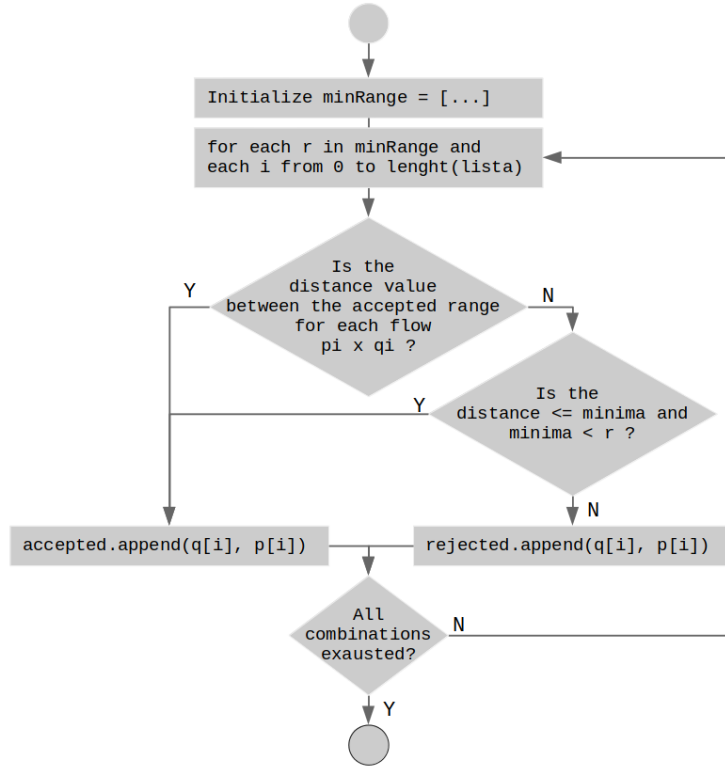 Initialize minRange = [...]
for each r in minRange and
each i from 0 to lenght(lista)
Is the
distance value
between the accepted range
for each flow
pi x qi ?
Y
N
Is the
distance <= minima and
minima < r ?
Y
N
accepted.append(q[i], p[i])
rejected.append(q[i], p[i])
All
combinations
exausted?
N
Y